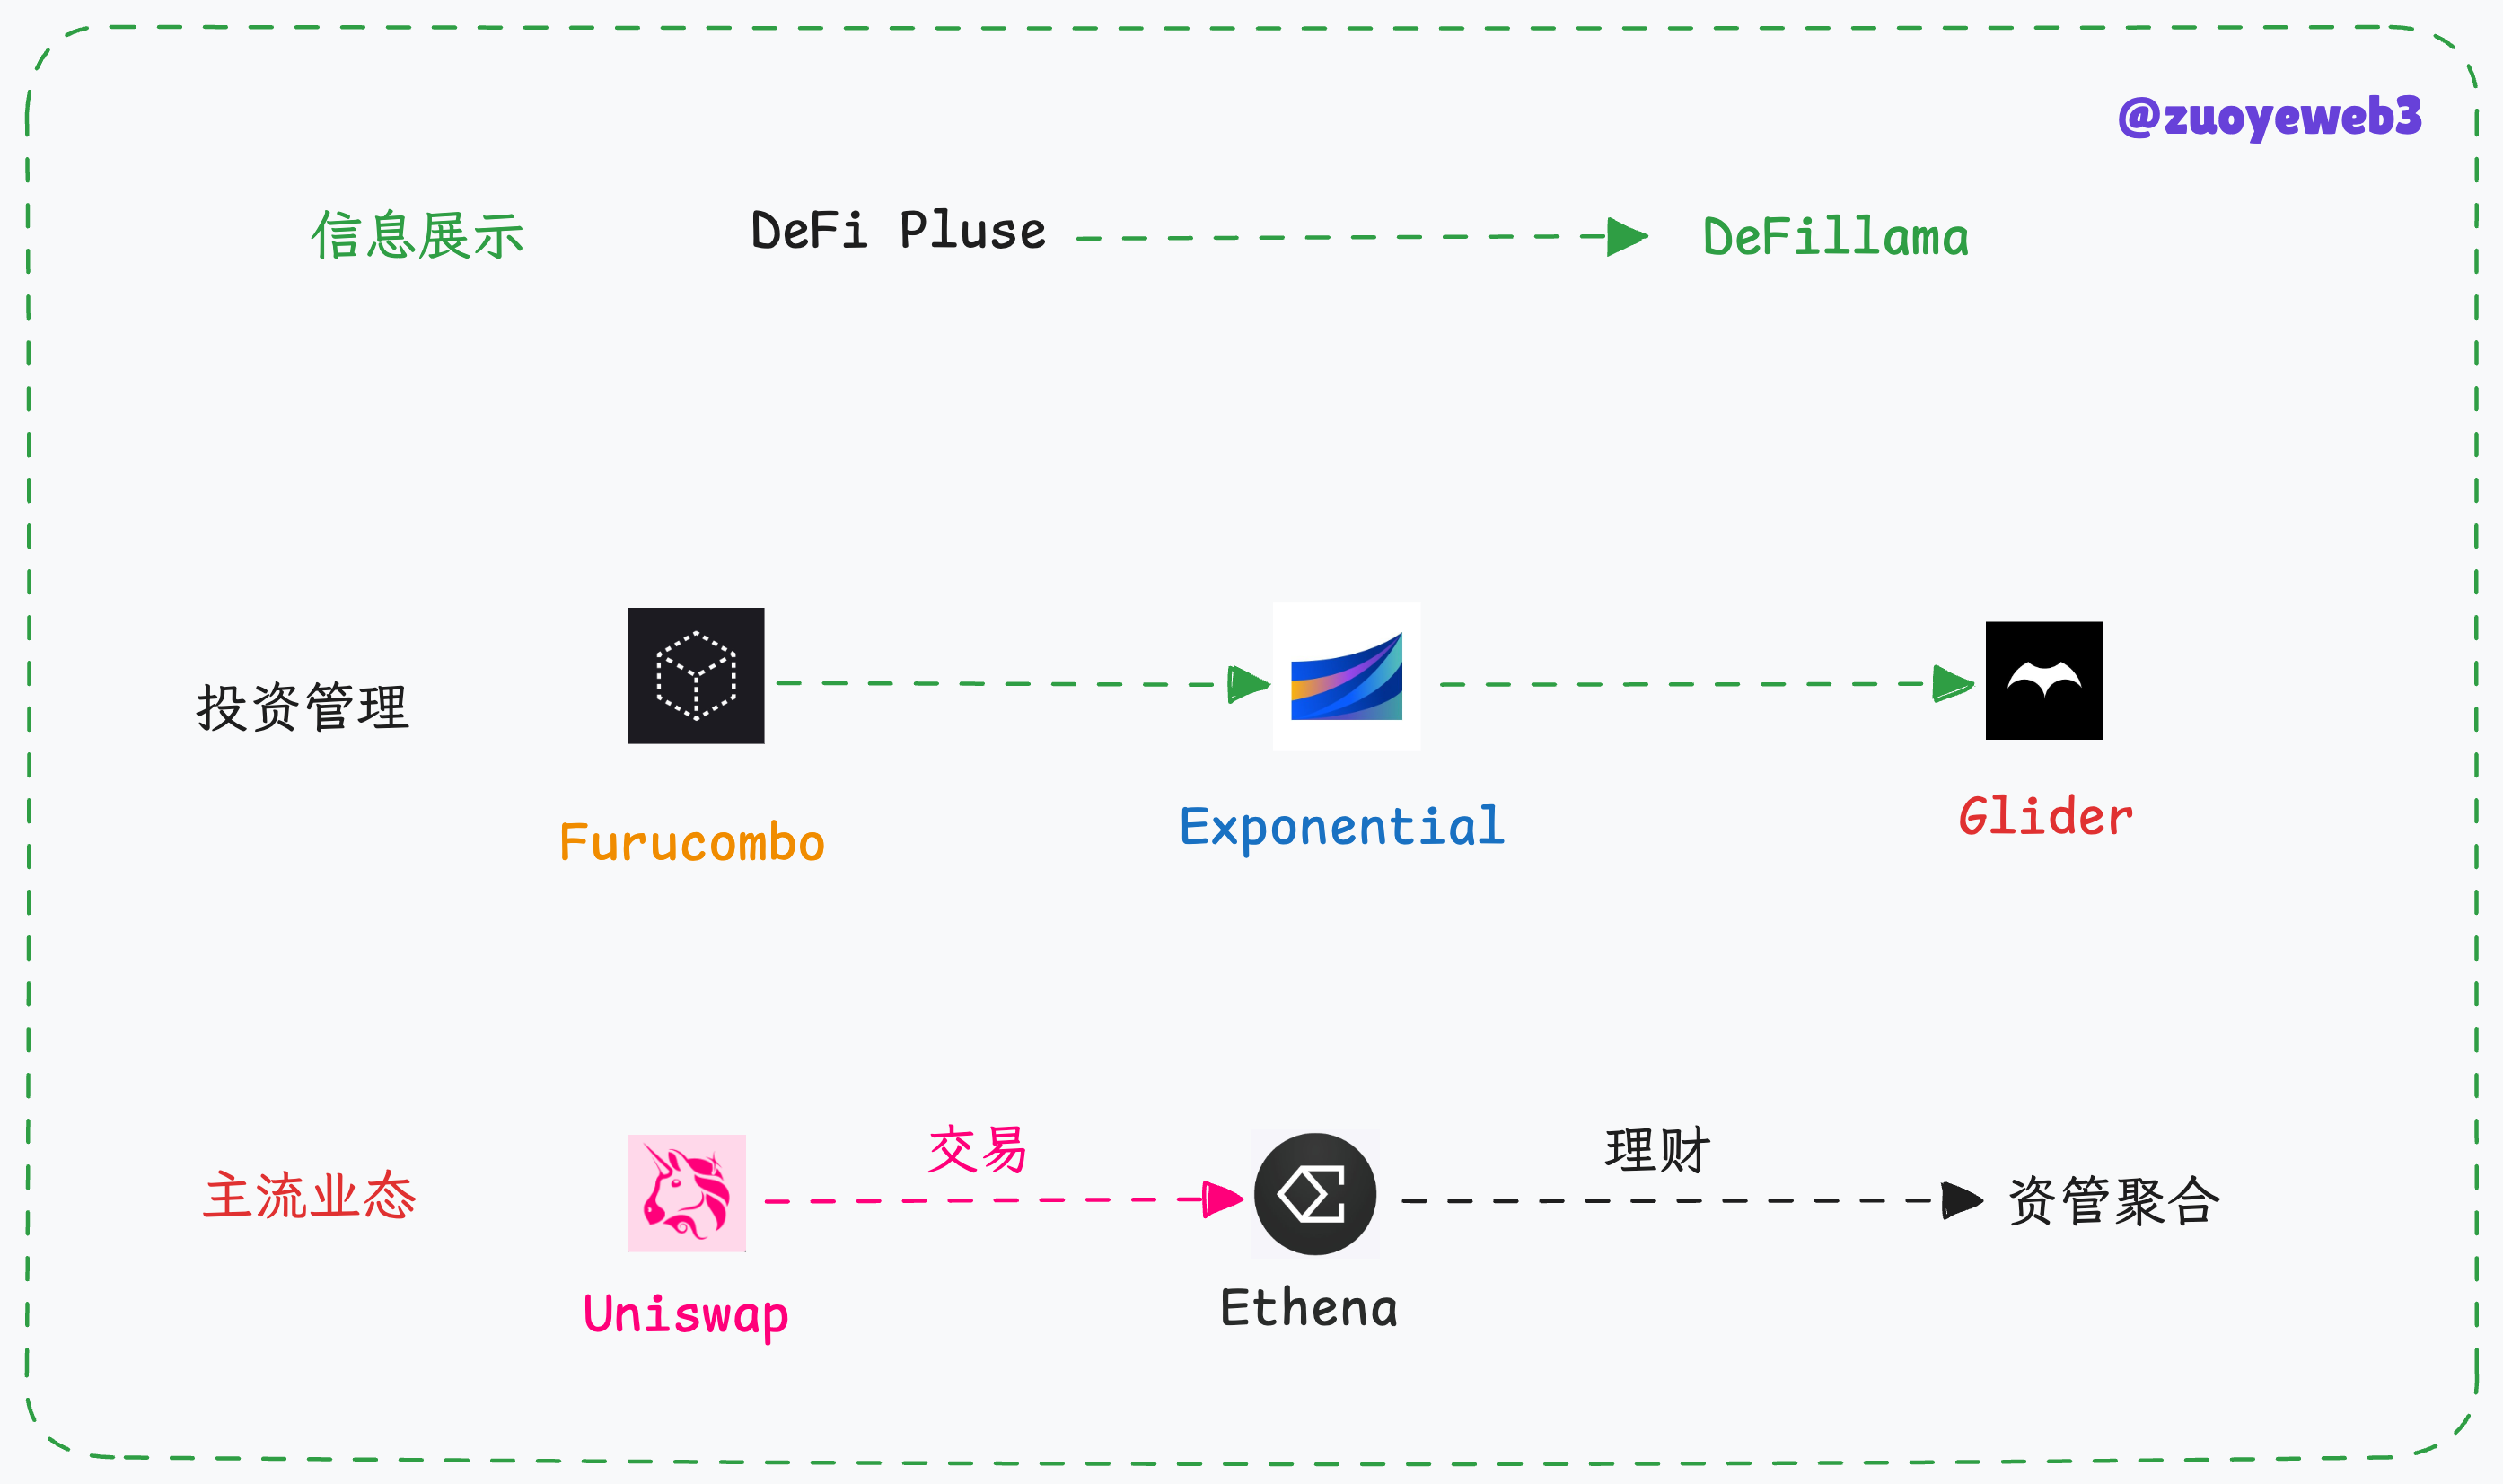 @zuoyeweb3
信息展示
DeFi Pluse
DeFillama
投资管理
Furucombo
Exponential
Glider
主流业态
交易
理财
资管聚合
Uniswap
Ethena